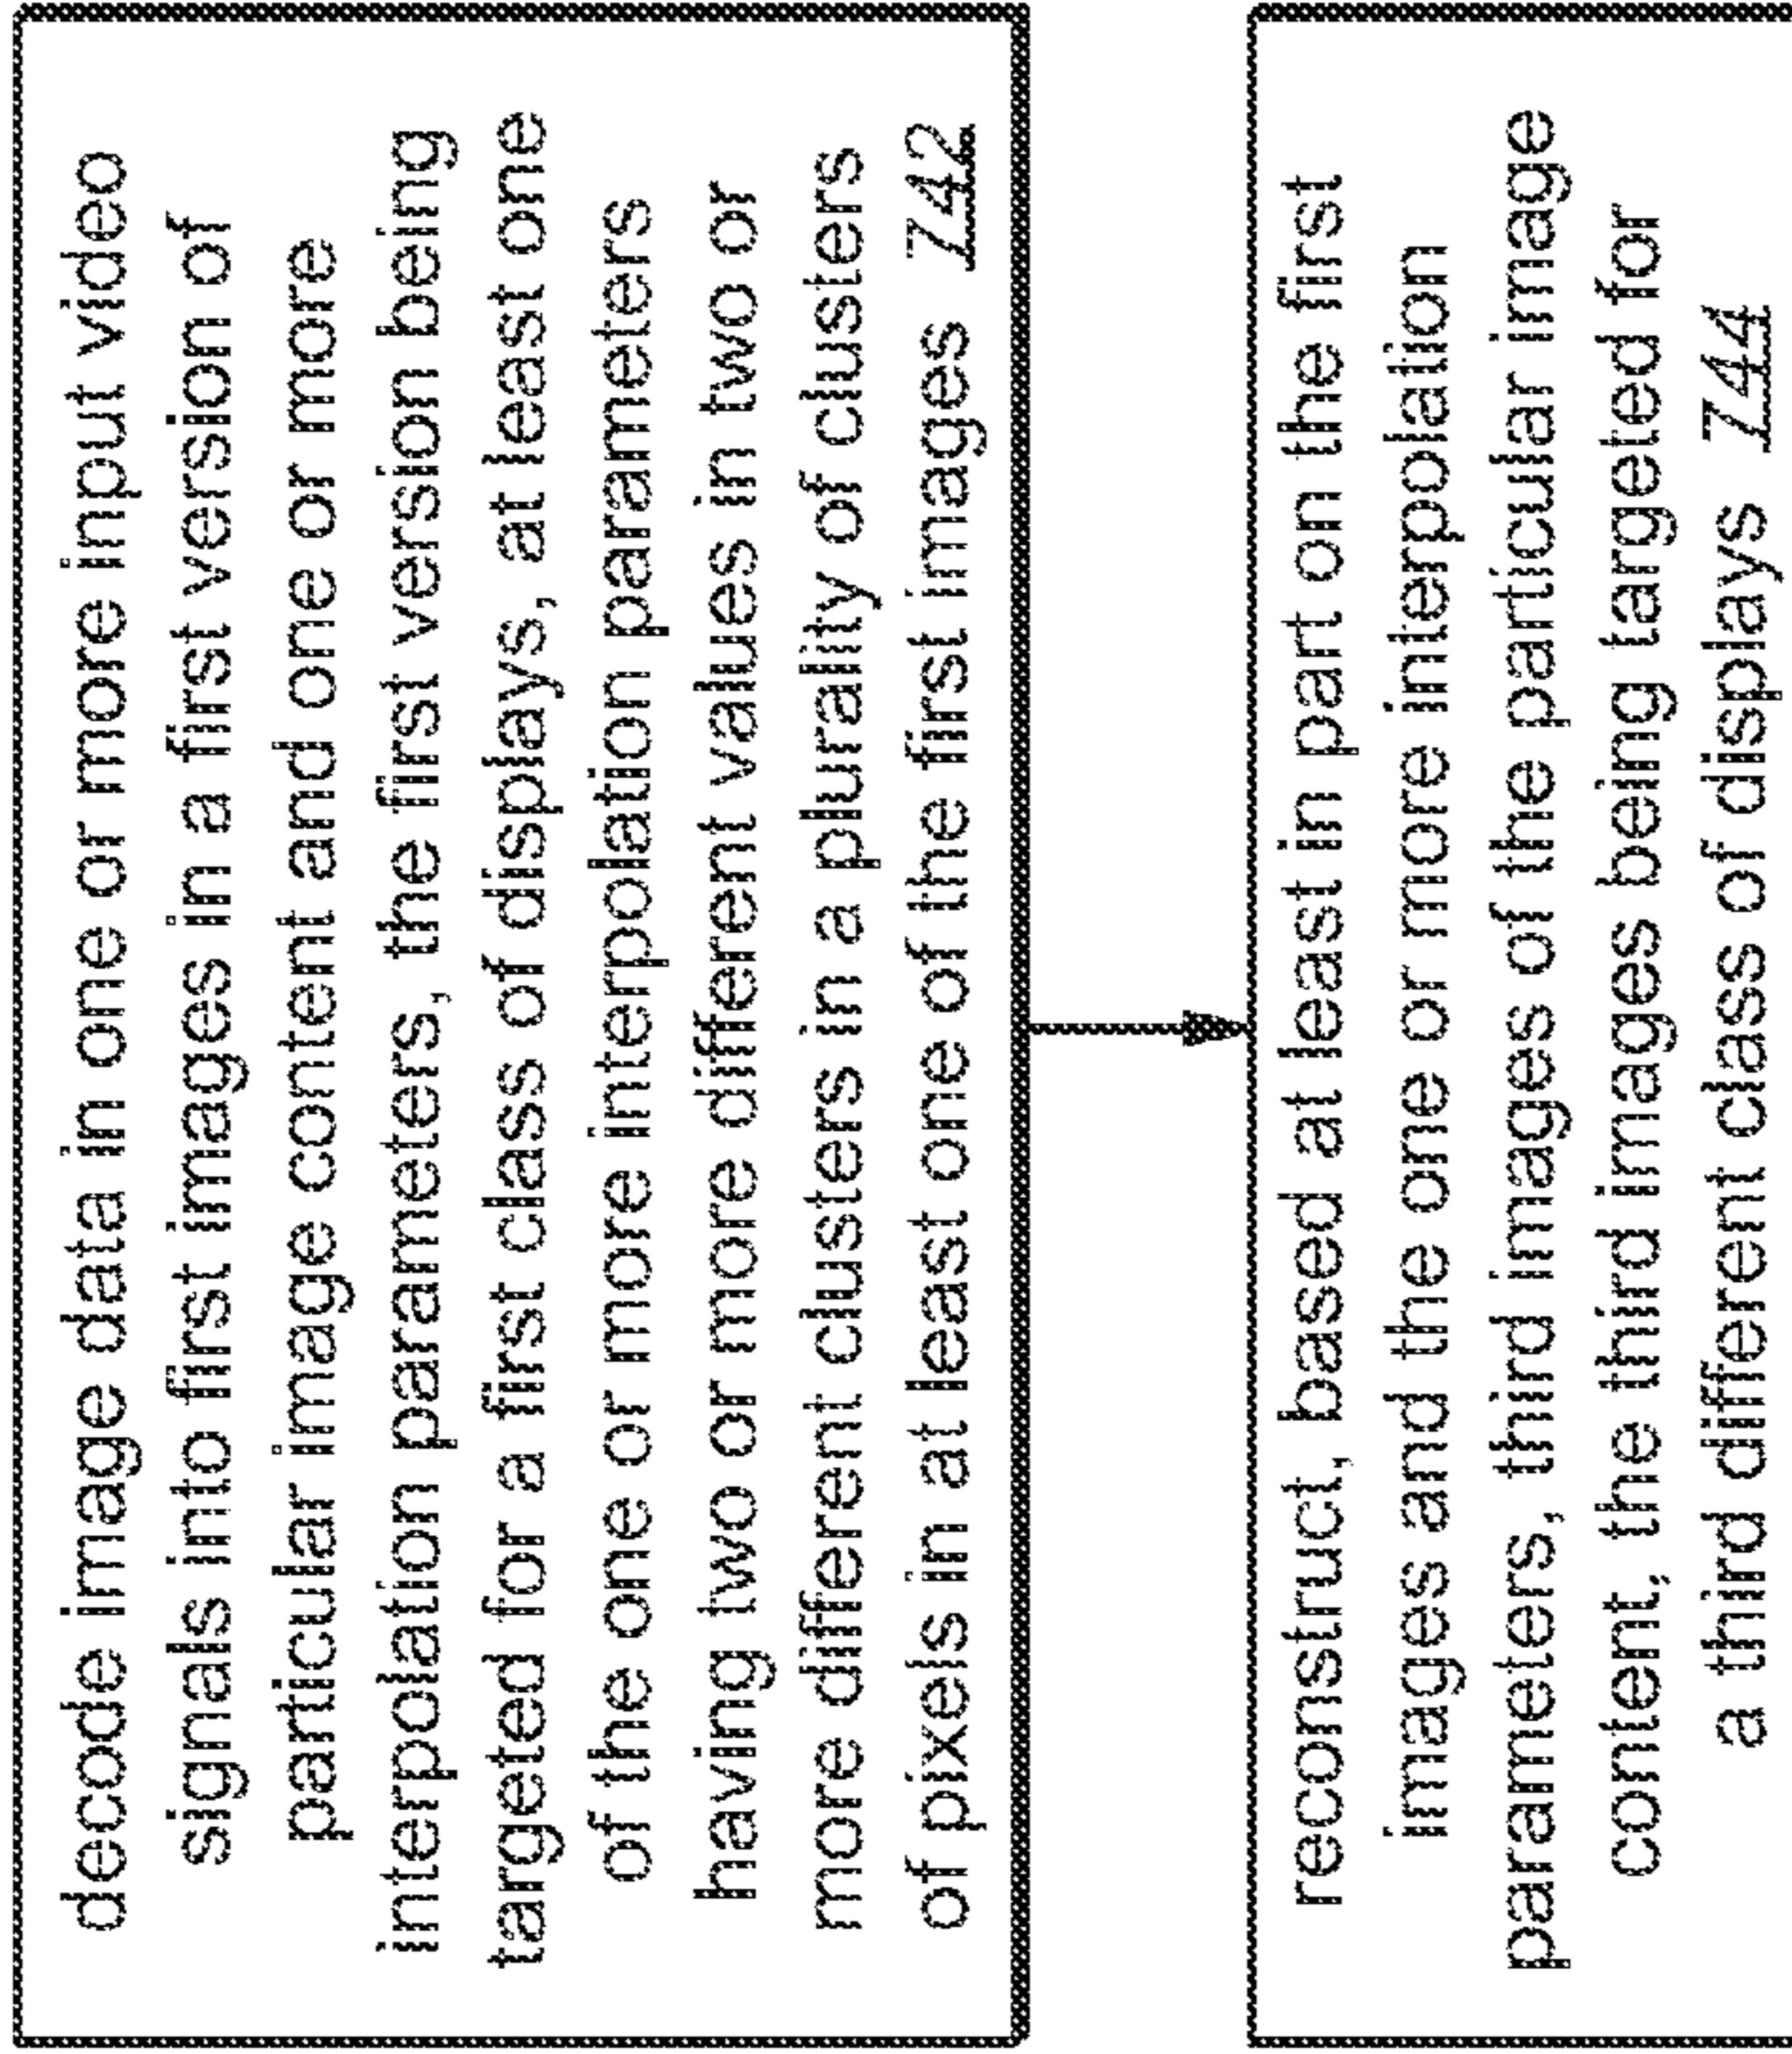 decode image data in one or more input video
signals into first images in a first version of
particular image content and one or more
interpolation parameters, the first version being
targeted for a first class of displays, at least one
of the one or more interpolation parameters
having two or more different values in two or
more different clusters in a plurality of clusters
of pixels in at least one of the first images 742
reconstruct, based at least in part on the first
images and the one or more interpolation
parameters, third images of the particular image
content, the third images being targeted for
a third different class of displays 744